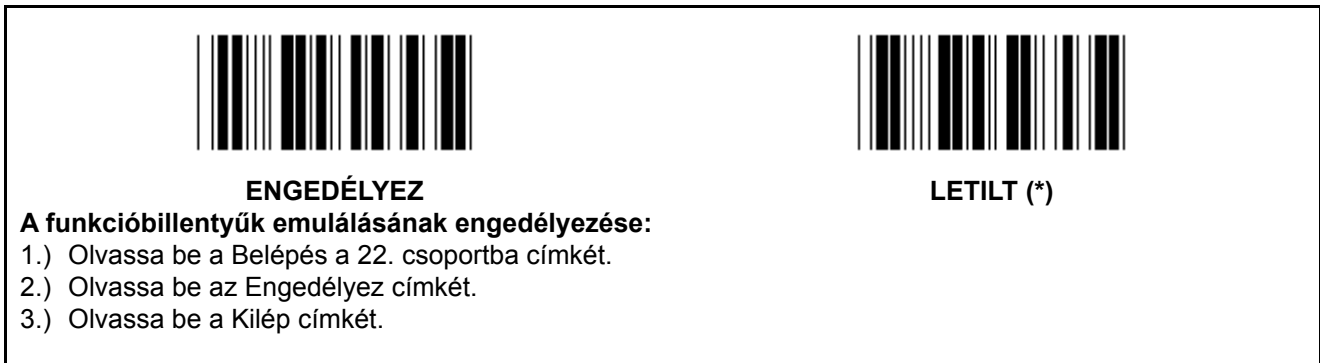 ENGEDÉLYEZ
LETILT (*)
A funkcióbillentyűk emulálásának engedélyezése:
1.) Olvassa be a Belépés a 22. csoportba címkét.
2.) Olvassa be az Engedélyez címkét.
3.) Olvassa be a Kilép címkét.